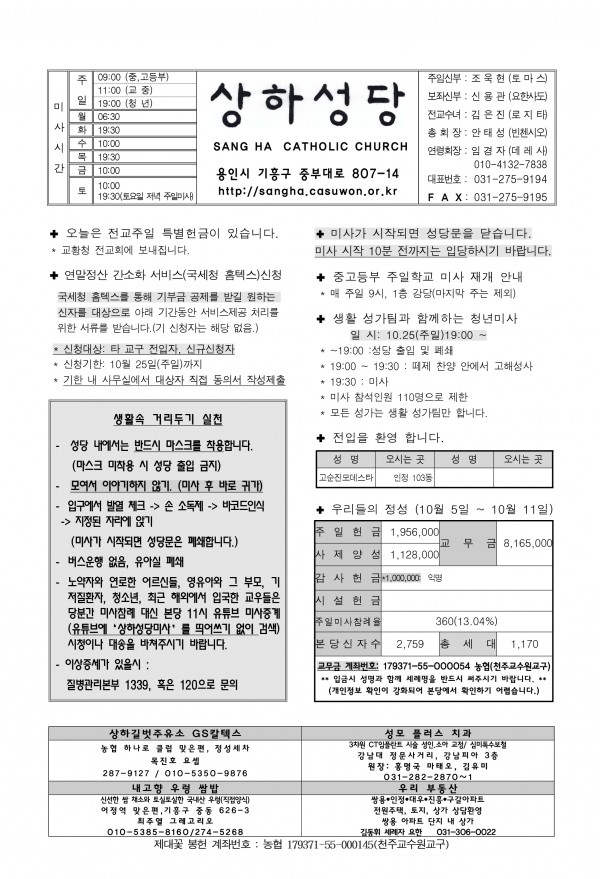 미사시간
주일
09:00 (중,고등부)
11:00 (교 중)
19:00 (청 년)
월 06:30
화 19:30
수 10:00
목 19:30
금 10:00
토 10:00
19:30(토요일 저녁 주일미사)
상하성당
SANG HA CATHOLIC CHURCH
용인시 기흥구 중부대로 807-14
http://sangha.casuwon.or.kr
주임신부 : 조 욱 현 (토 마 스)
보좌신부 : 신 용 관 (요한사도)
전교수녀 : 김 은 진 (로 지 타)
총 회 장 : 안 태 성 (빈첸시오)
연령회장 : 임 경 자 (데 레 사)
010-4132-7838
대표번호 : 031-275-9194
F A X : 031-275-9195
✚ 오늘은 전교주일 특별헌금이 있습니다.
* 교황청 전교회에 보내집니다.
✚ 연말정산 간소화 서비스(국세청 홈텍스)신청
국세청 홈텍스를 통해 기부금 공제를 받길 원하는
신자를 대상으로 아래 기간동안 서비스제공 처리를
위한 서류를 받습니다.(기 신청자는 해당 없음.)
* 신청대상: 타 교구 전입자, 신규신청자
* 신청기한: 10월 25일(주일)까지
* 기한 내 사무실에서 대상자 직접 동의서 작성제출
생활속 거리두기 실천
- 성당 내에서는 반드시 마스크를 착용합니다.
(마스크 미착용 시 성당 출입 금지)
- 모여서 이야기하지 않기. (미사 후 바로 귀가)
- 입구에서 발열 체크 -> 손 소독제 -> 바코드인식
-> 지정된 자리에 앉기
(미사가 시작되면 성당문은 폐쇄합니다.)
- 버스운행 없음, 유아실 폐쇄
- 노약자와 연로한 어르신들, 영유아와 그 부모, 기
저질환자, 청소년, 최근 해외에서 입국한 교우들은
당분간 미사참례 대신 본당 11시 유튜브 미사중계
(유튜브에 '상하성당미사' 를 띄어쓰기 없이 검색)
시청이나 대송을 바쳐주시기 바랍니다.
- 이상증세가 있을시 :
질병관리본부 1339, 혹은 120으로 문의
✚ 미사가 시작되면 성당문을 닫습니다.
미사 시작 10분 전까지는 입당하시기 바랍니다.
✚ 중고등부 주일학교 미사 재개 안내
* 매 주일 9시, 1층 강당(마지막 주는 제외)
✚ 생활 성가팀과 함께하는 청년미사
일 시: 10.25(주일)19:00 ~
* ~19:00 :성당 출입 및 폐쇄
* 19:00 ~ 19:30 : 떼제 찬양 안에서 고해성사
* 19:30 : 미사
* 미사 참석인원 110명으로 제한
* 모든 성가는 생활 성가팀만 합니다.
✚ 전입을 환영 합니다.
성 명 오시는 곳 성 명 오시는 곳
고순진모데스타 인정 103동
✚ 우리들의 정성 (10월 5일 ~ 10월 11일)
주 일 헌 금 1,956,000 교 무 금 8,165,000
사 제 양 성 1,128,000
감 사 헌 금 *1,000,000: 익명
시 설 헌 금
주일미사참례율 360(13.04%)
본 당 신 자 수 2,759 총 세 대 1,170
교무금 계좌번호: 179371-55-000054 농협(천주교수원교구)
** 입금시 성명과 함께 세례명을 반드시 써주시기 바랍니다. **
(개인정보 확인이 강화되어 본당에서 확인하기 어렵습니다.)
상하길벗주유소 GS칼텍스
농협 하나로 클럽 맞은편, 정성세차
목진호 요셉
287-9127 / 010-5350-9876
성모 플러스 치과
3차원 CT임플란트 시술 성인,소아 교정/ 심미특수보철
강남대 정문사거리, 강남피아 3층
원장: 홍명국 마태오, 김유미
031-282-2870~1
내고향 우렁 쌈밥
신선한 쌈 채소와 토실토실한 국내산 우렁(직접양식)
어정역 맞은편,기흥구 중동 626-3
최주열 그레고리오
010-5385-8160/274-5268
우리 부동산
쌍용•인정•대우•진흥•구갈아파트
전원주택, 토지, 상가 상담환영
쌍용 아파트 단지 내 상가
김동휘 세례자 요한 031-306-0022
제대꽃 봉헌 계좌번호 : 농협 179371-55-000145(천주교수원교구)